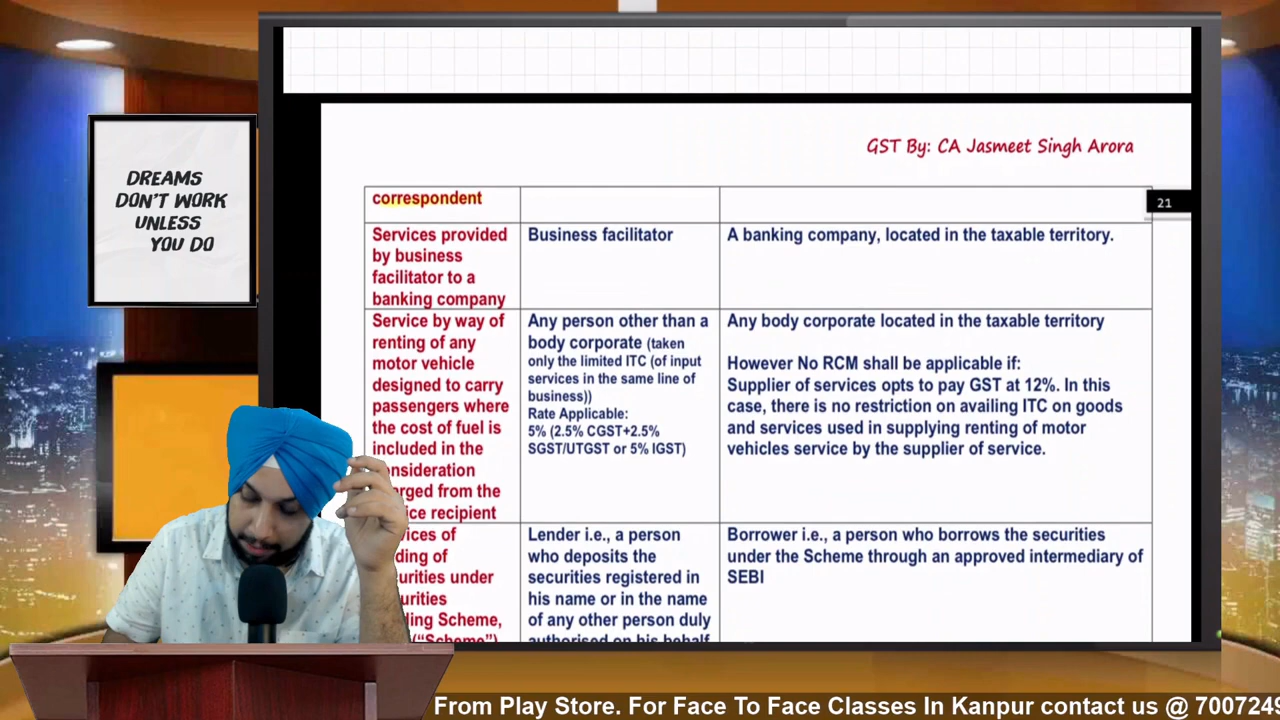 DREAMS
DON'T WORK
UNLESS
YOU DO
GST By: CA Jasmeet Singh Arora
21
correspondent
Services provided
by business
facilitator to a
banking company
Business facilitator
A banking company, located in the taxable territory.
Service by way of
renting of any
motor vehicle
designed to carry
passengers where
the cost of fuel is
included in the
onsideration
arged from the
ice recipient
Any person other than a
body corporate (taken
only the limited ITC (of input
services in the same line of
business))
Rate Applicable:
5% (2.5% CGST+2.5%
SGST/UTGST or 5% IGST)
Any body corporate located in the taxable territory
However No RCM shall be applicable if:
Supplier of services opts to pay GST at 12%. In this
case, there is no restriction on availing ITC on goods
and services used in supplying renting of motor
vehicles service by the supplier of service.
vices of
ding of
urities under
urities
ding Scheme,
("Scheme")
Lender i.e., a person
who deposits the
securities registered in
his name or in the name
of any other person duly
authorised on his behalf
Borrower i.e., a person who borrows the securities
under the Scheme through an approved intermediary of
SEBI
From Play Store. For Face To Face Classes In Kanpur contact us @ 700724